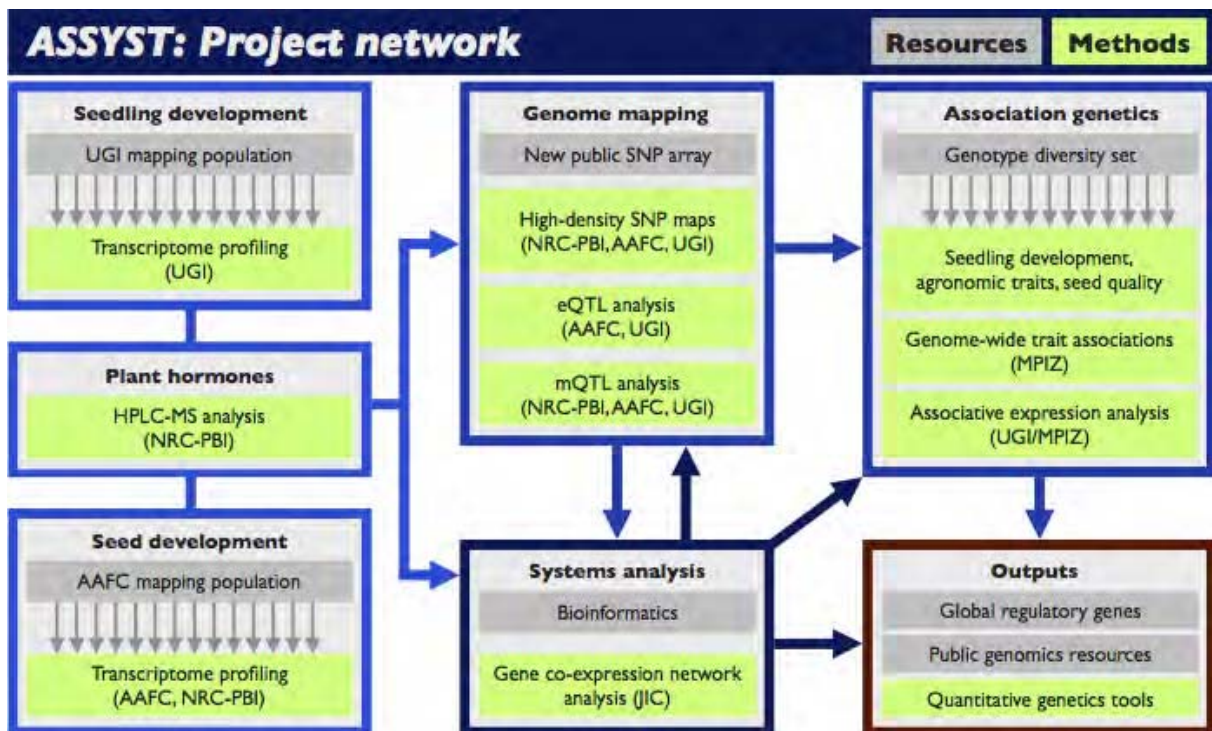 ASSYST: Project network
Resources
Methods
Seedling development
UGI mapping population
Transcriptome profiling
(UGI)
Plant hormones
HPLC-MS analysis
(NRC-PBI)
Seed development
AAFC mapping population
Transcriptome profiling
(AAFC, NRC-PBI)
Genome mapping
New public SNP array
High-density SNP maps
(NRC-PBI, AAFC, UGI)
eQTL analysis
(AAFC, UGI)
mQTL analysis
(NRC-PBI, AAFC, UGI)
Systems analysis
Bioinformatics
Gene co-expression network
analysis (JIC)
Association genetics
Genotype diversity set
Seedling development,
agronomic traits, seed quality
Genome-wide trait associations
(MPIZ)
Associative expression analysis
(UGI/MPIZ)
Outputs
Global regulatory genes
Public genomics resources
Quantitative genetics tools